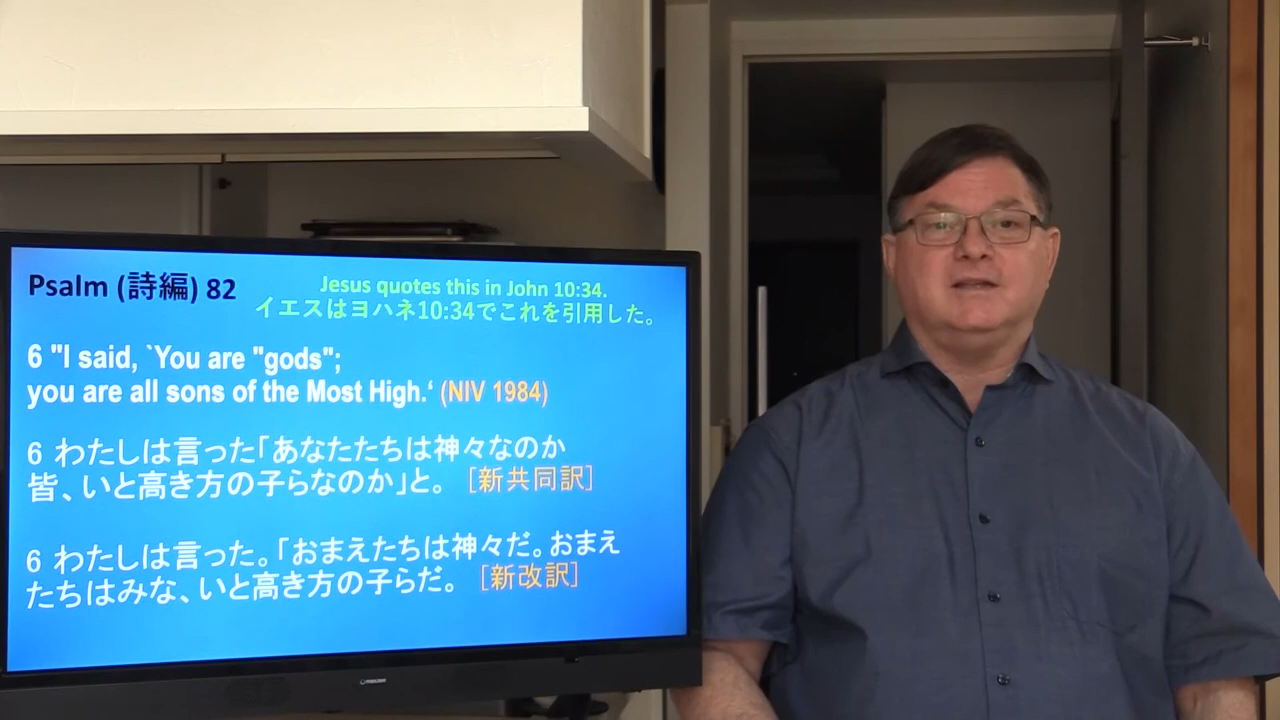 Psalm (詩編) 82
Jesus quotes this in John 10:34.
イエスはヨハネ10:34でこれを引用した。
6 "I said, `You are "gods";
you are all sons of the Most High.‘ (NIV 1984)
6 わたしは言った「あなたたちは神々なのか
皆、いと高き方の子らなのか」と。 [新共同訳]
6 わたしは言った。「おまえたちは神々だ。おまえ
たちはみな、いと高き方の子らだ。 [新改訳]